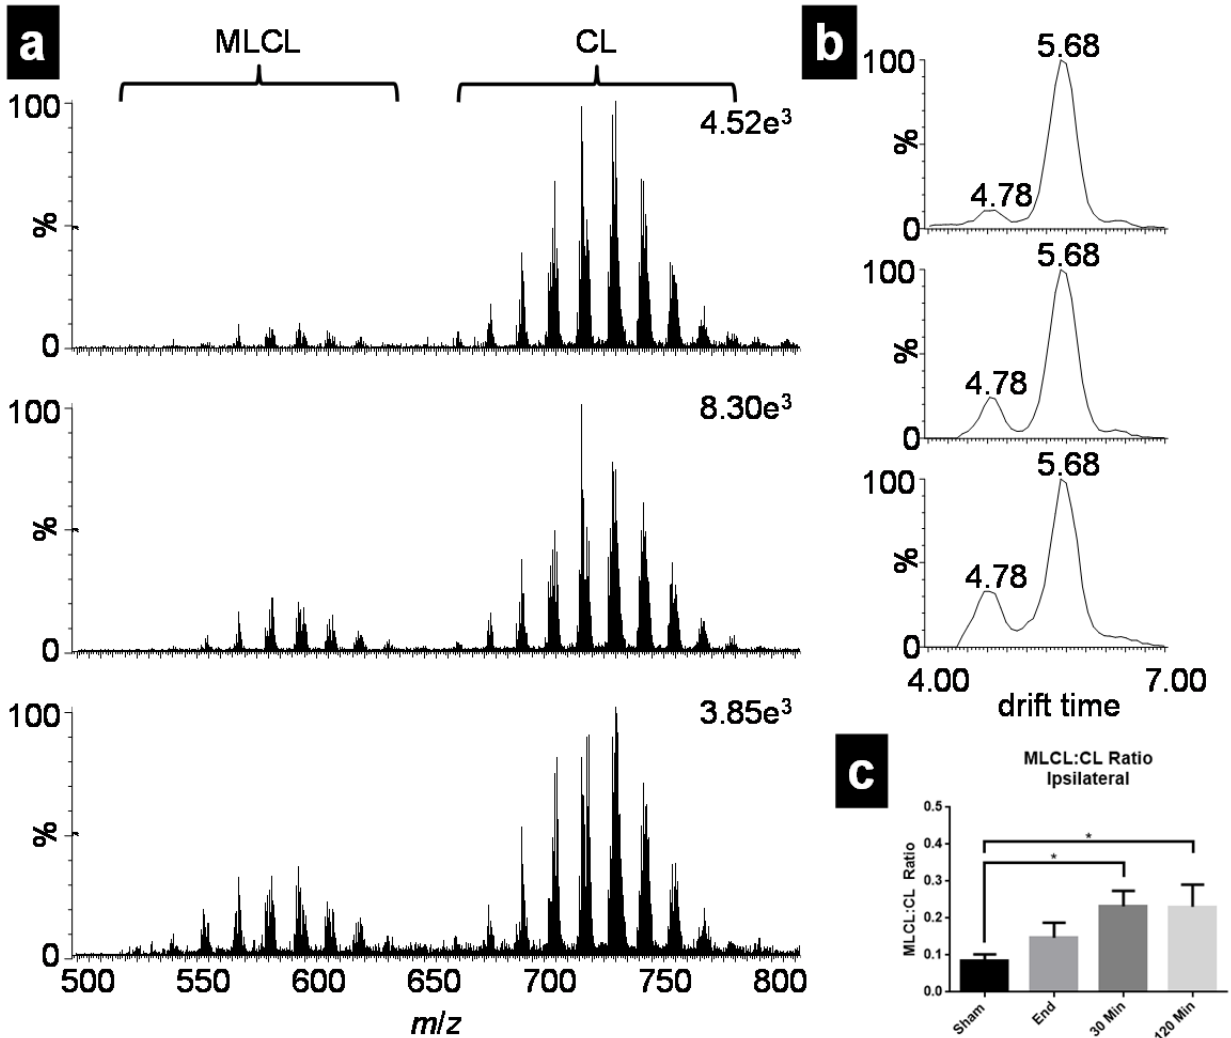 a
MLCL
CL
100
4.52e³
%
0
100
8.30e³
%
0
100
3.85e³
%
0
500 550 600 650 700 750 800
m/z
b
5.68
100
%
4.78
0
5.68
100
%
4.78
0
5.68
100
%
4.78
0
4.00 7.00
drift time
c
MLCL:CL Ratio
Ipsilateral
MLCL:CL Ratio
0.5
0.4
0.3
0.2
0.1
0.0
*
*
Sham
End
30 Min
120 Min